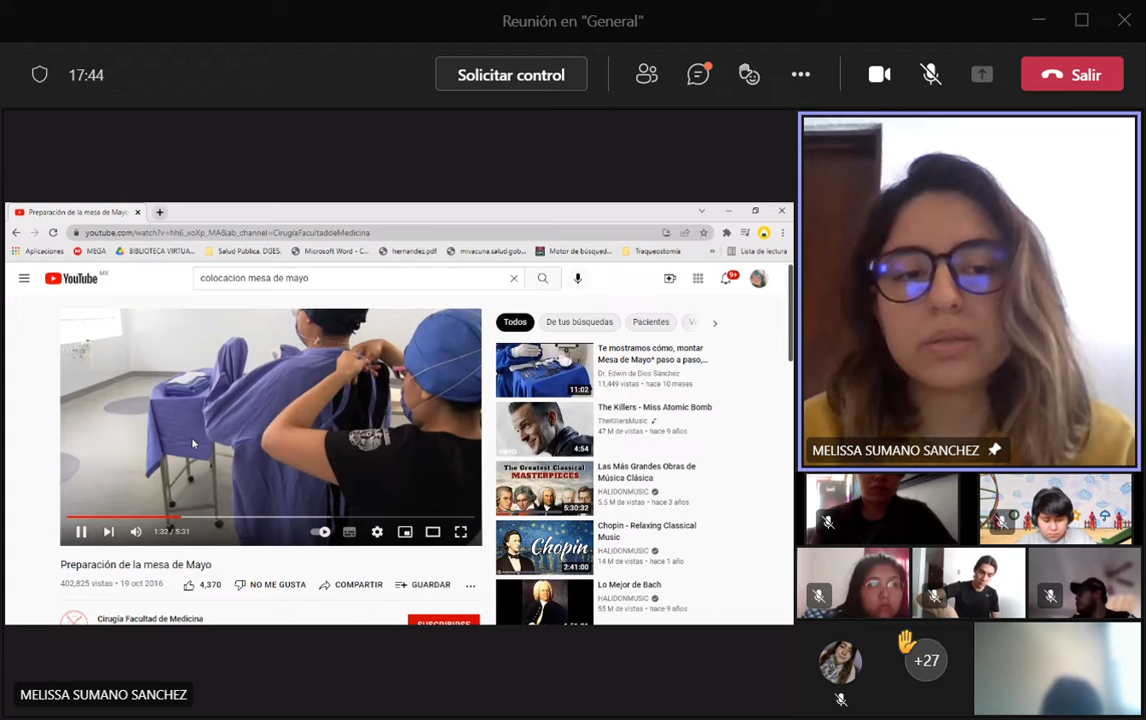 Reunión en "General"
17:44
Solicitar control
Salir
Preparación de la mesa de Mayo
youtube.com/watch?v=hh6_xoXp_MA&ab_channel=CirugíaFacultaddeMedicina
Aplicaciones
MEGA
BIBLIOTECA VIRTUA...
Salud Pública. DGES.
Microsoft Word - C...
hernandez.pdf
mivacuna.salud.gob...
Motor de búsqued...
Traqueostomía
»
Lista de lectura
YouTube MX
colocacion mesa de mayo
9+
Todos
De tus búsquedas
Pacientes
1:32 / 5:31
Preparación de la mesa de Mayo
402,825 vistas • 19 oct 2016
4,370
NO ME GUSTA
COMPARTIR
GUARDAR
...
Cirugía Facultad de Medicina
SUSCRIBIRSE
11:02
Te mostramos cómo, montar
Mesa de Mayo* paso a paso,...
Dr. Edwin de Dios Sánchez
11,449 vistas • hace 10 meses
vevo
4:54
The Killers - Miss Atomic Bomb
TheKillersMusic
47 M de vistas • hace 9 años
The Greatest Classical
MASTERPIECES
5:30:32
Las Más Grandes Obras de
Música Clásica
HALIDONMUSIC
5.5 M de vistas • hace 3 años
Chopin
2:41:00
Chopin - Relaxing Classical
Music
HALIDONMUSIC
14 M de vistas • hace 1 año
Lo Mejor de Bach
HALIDONMUSIC
55 M de vistas • hace 9 años
MELISSA SUMANO SANCHEZ
+27
MELISSA SUMANO SANCHEZ